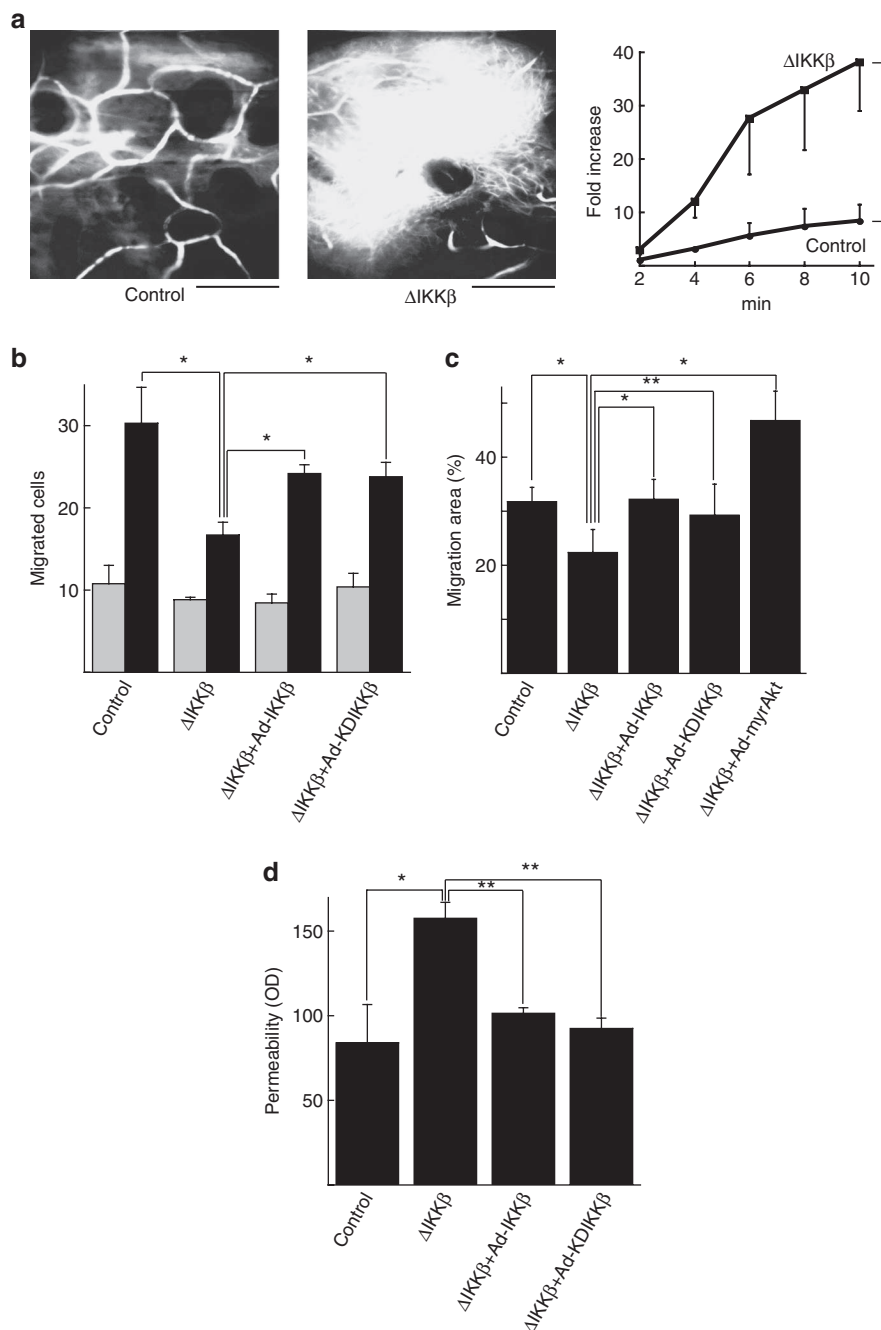 a
Control
ΔIKKβ
40
30
20
10
Fold increase
ΔIKKβ
Control
2 4 6 8 10
min
b
* *
*
30
20
10
Migrated cells
Control
ΔIKKβ
ΔIKKβ+Ad-IKKβ
ΔIKKβ+Ad-KDIKKβ
c
* *
**
*
40
20
Migration area (%)
Control
ΔIKKβ
ΔIKKβ+Ad-IKKβ
ΔIKKβ+Ad-KDIKKβ
ΔIKKβ+Ad-myrAkt
d
**
* **
150
100
50
Permeability (OD)
Control
ΔIKKβ
ΔIKKβ+Ad-IKKβ
ΔIKKβ+Ad-KDIKKβ